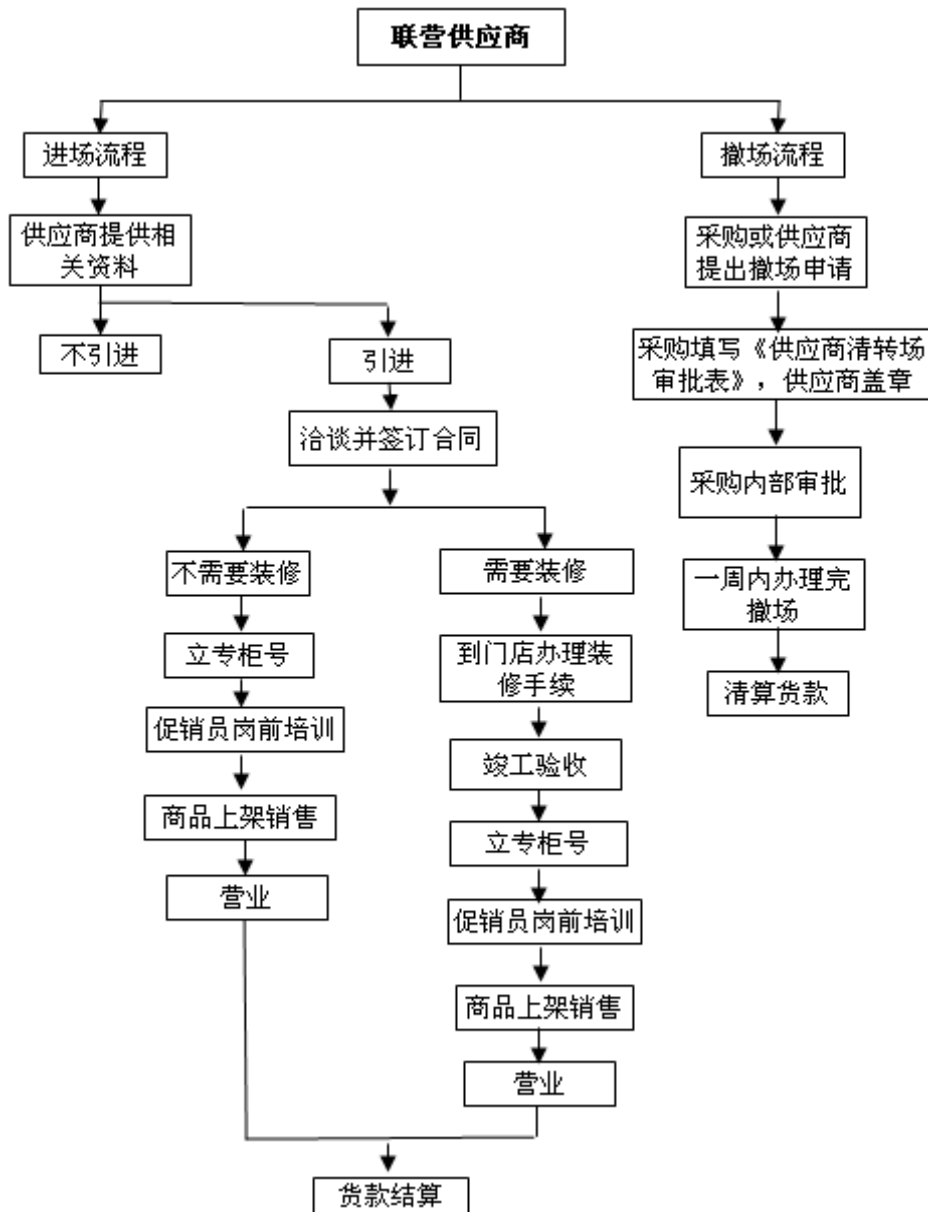 联营供应商
进场流程
撤场流程
供应商提供相
关资料
采购或供应商
提出撤场申请
不引进
引进
采购填写《供应商清转场
审批表》，供应商盖章
洽谈并签订合同
采购内部审批
不需要装修
需要装修
一周内办理完
撤场
立专柜号
到门店办理装
修手续
清算货款
促销员岗前培训
竣工验收
商品上架销售
立专柜号
营业
促销员岗前培训
商品上架销售
营业
货款结算